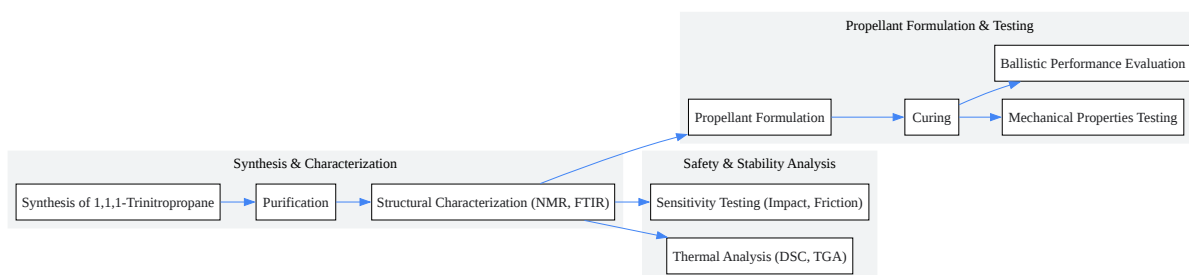 Propellant Formulation & Testing
Ballistic Performance Evaluation
Propellant Formulation
Curing
Mechanical Properties Testing
Synthesis & Characterization
Safety & Stability Analysis
Synthesis of 1,1,1-Trinitropropane
Purification
Structural Characterization (NMR, FTIR)
Sensitivity Testing (Impact, Friction)
Thermal Analysis (DSC, TGA)